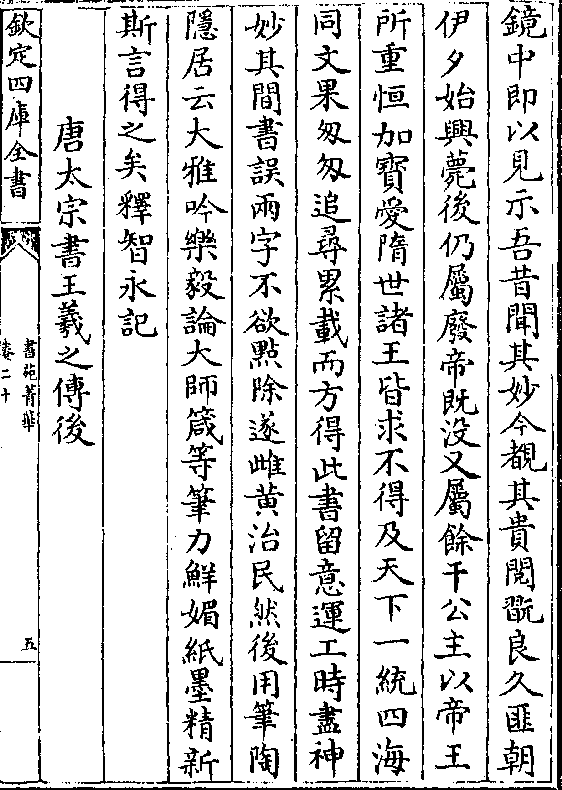 鏡中即以見示吾昔聞其妙今覩其貴閱翫良久匪朝
伊夕始興薨後仍屬廢帝既没又屬餘干公主以帝王
所重恒加寶愛隋世諸王皆求不得及天下一統四海
同文果匆匆追尋累載而方得此書留意運工時盡神
妙其間書誤兩字不欲點除遂雌黄治民然後用筆陶
隱居云大雅吟樂毅論大師箴等筆力鮮媚紙墨精新
斯言得之矣釋智永記
唐太宗書王羲之傳後
欽定四庫全書
書苑菁華
卷二十
五